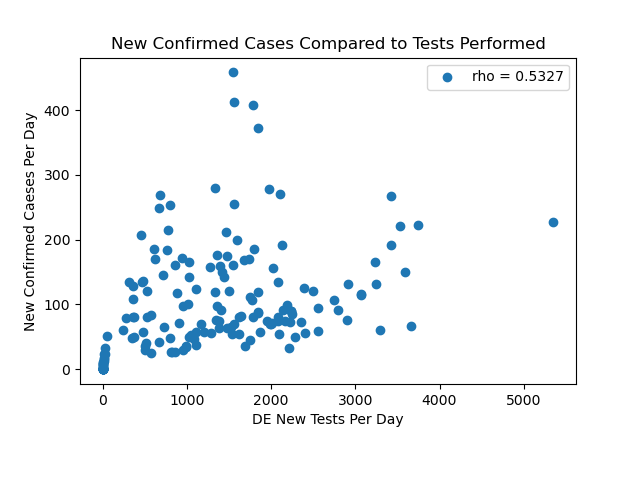 New Confirmed Cases Compared to Tests Performed
rho = 0.5327
New Confirmed Caeses Per Day
400
300
200
100
0
0 1000 2000 3000 4000 5000
DE New Tests Per Day